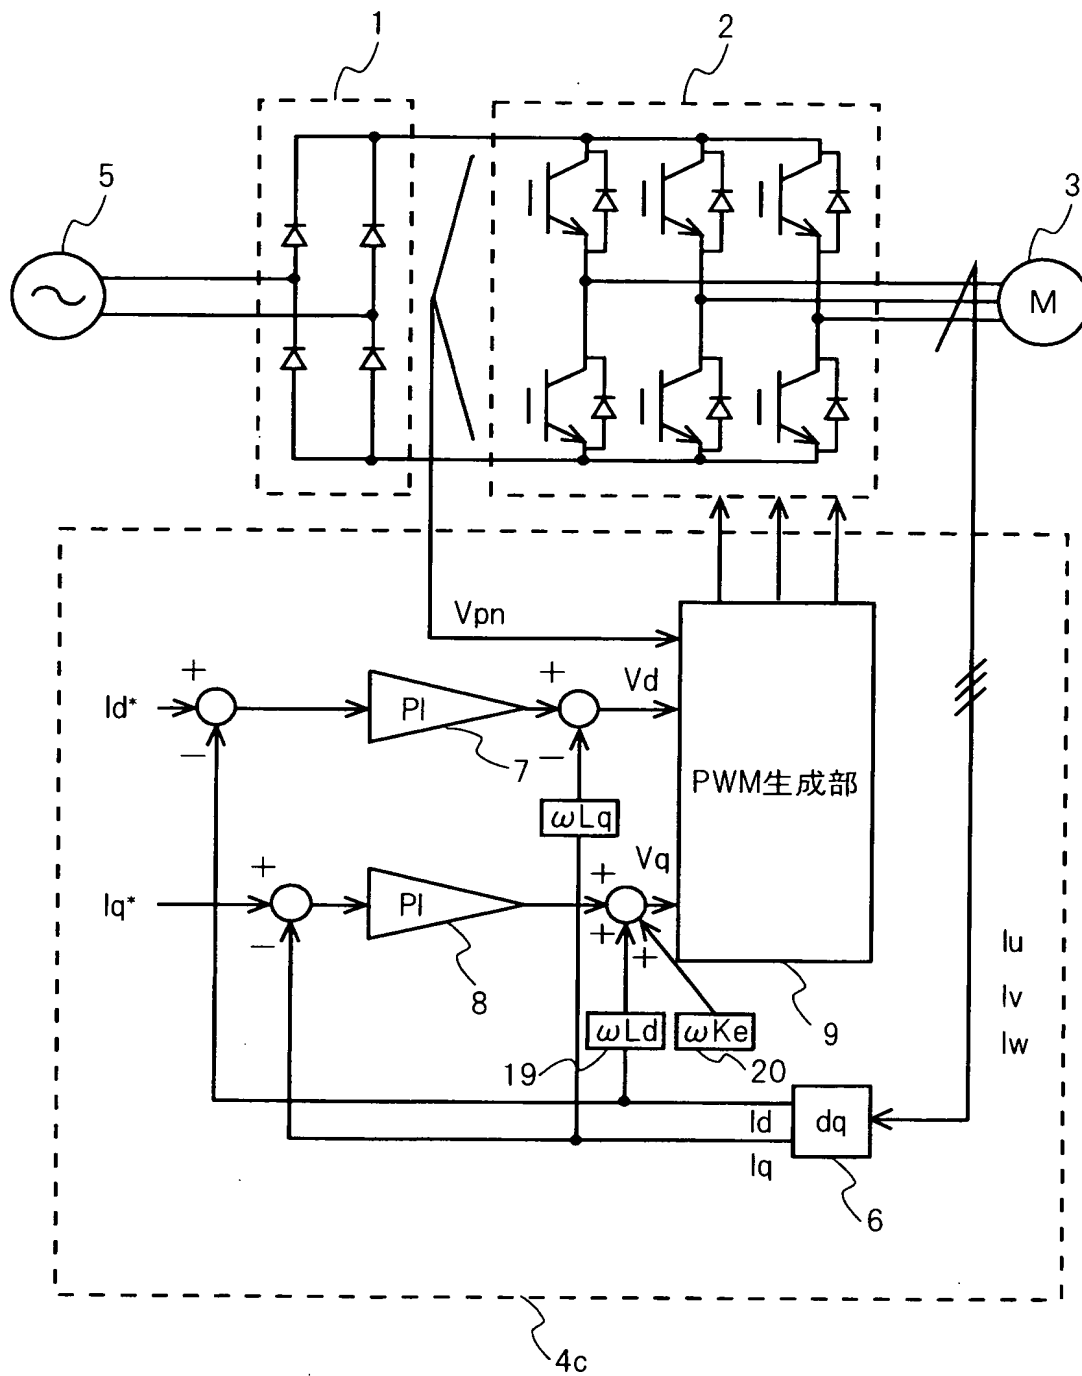 1
2
5
3
M
Vpn
Id*
+
−
PI
7
+
−
Vd
PWM生成部
ωLq
Iq*
+
−
PI
8
+
+
+
Vq
9
Iu
Iv
Iw
ωLd
ωKe
19
20
Id
Iq
dq
6
4c